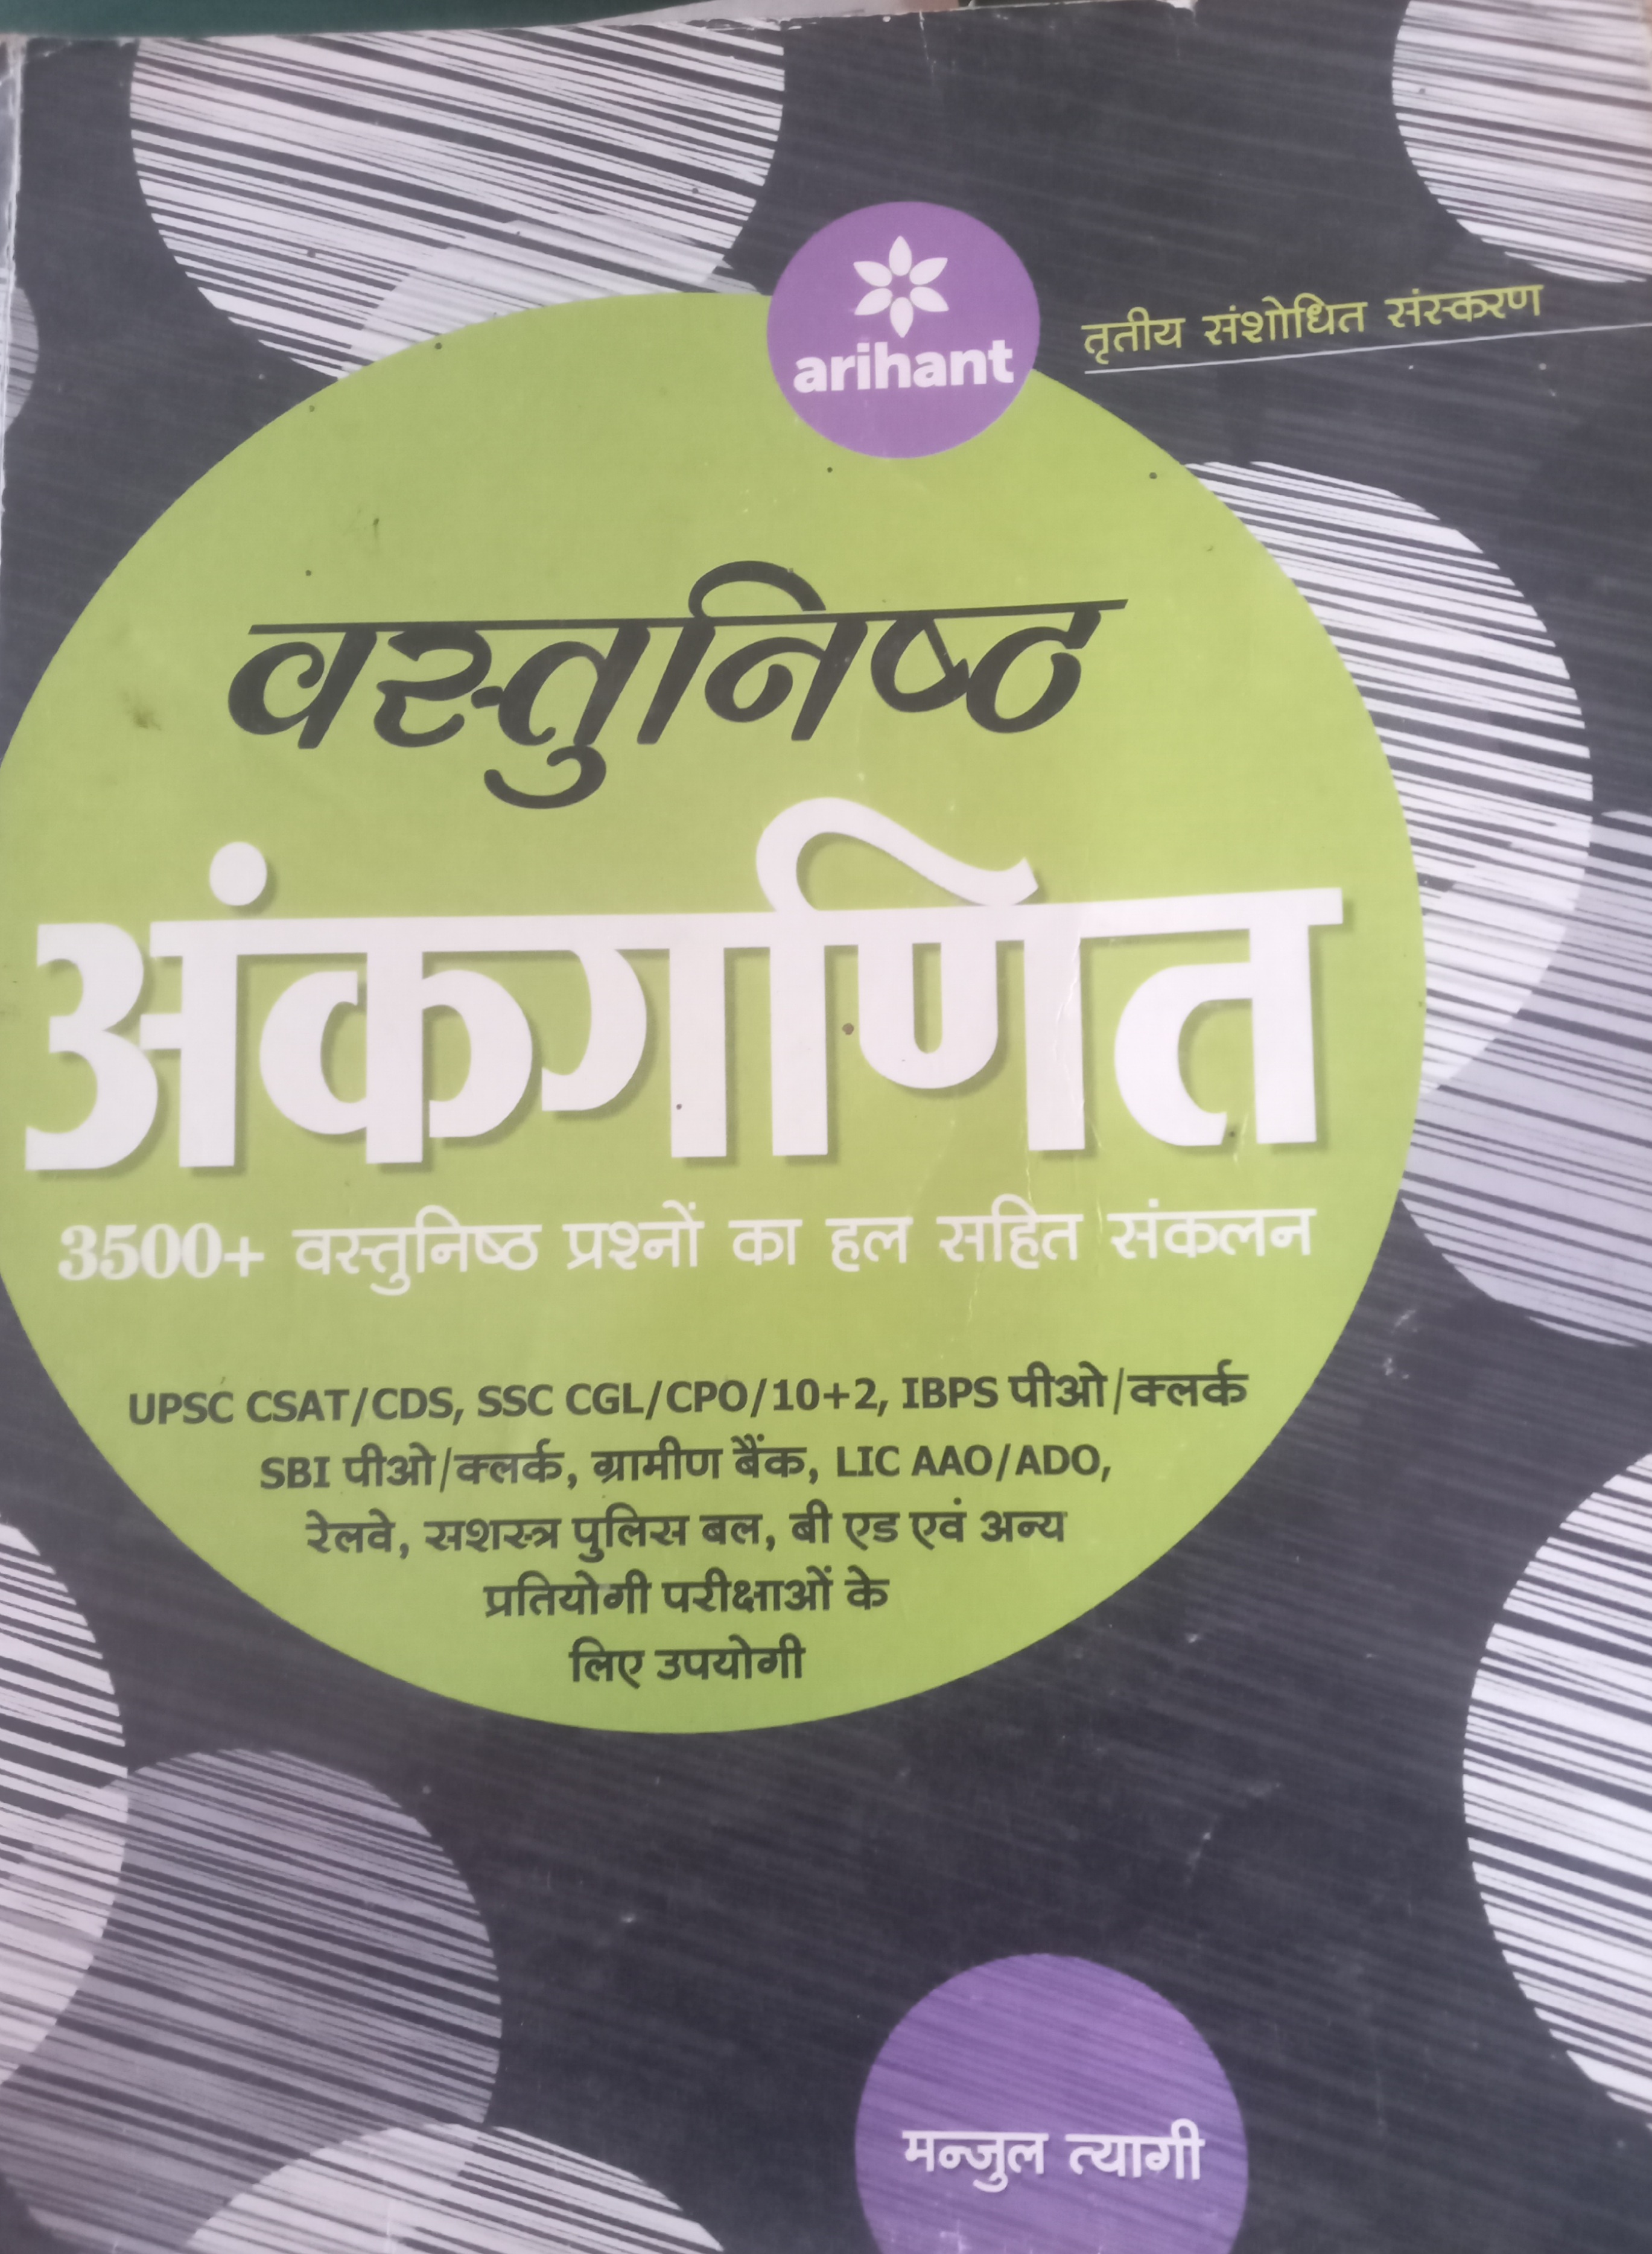 arihant
तृतीय संशोधित संस्करण
वस्तुनिष्ठ
अंकगणित
3500+ वस्तुनिष्ठ प्रश्नों का हल सहित संकलन
UPSC CSAT/CDS, SSC CGL/CPO/10+2, IBPS पीओ/क्लर्क
SBI पीओ/क्लर्क, ग्रामीण बैंक, LIC AAO/ADO,
रेलवे, सशस्त्र पुलिस बल, बी एड एवं अन्य
प्रतियोगी परीक्षाओं के
लिए उपयोगी
मन्जुल त्यागी